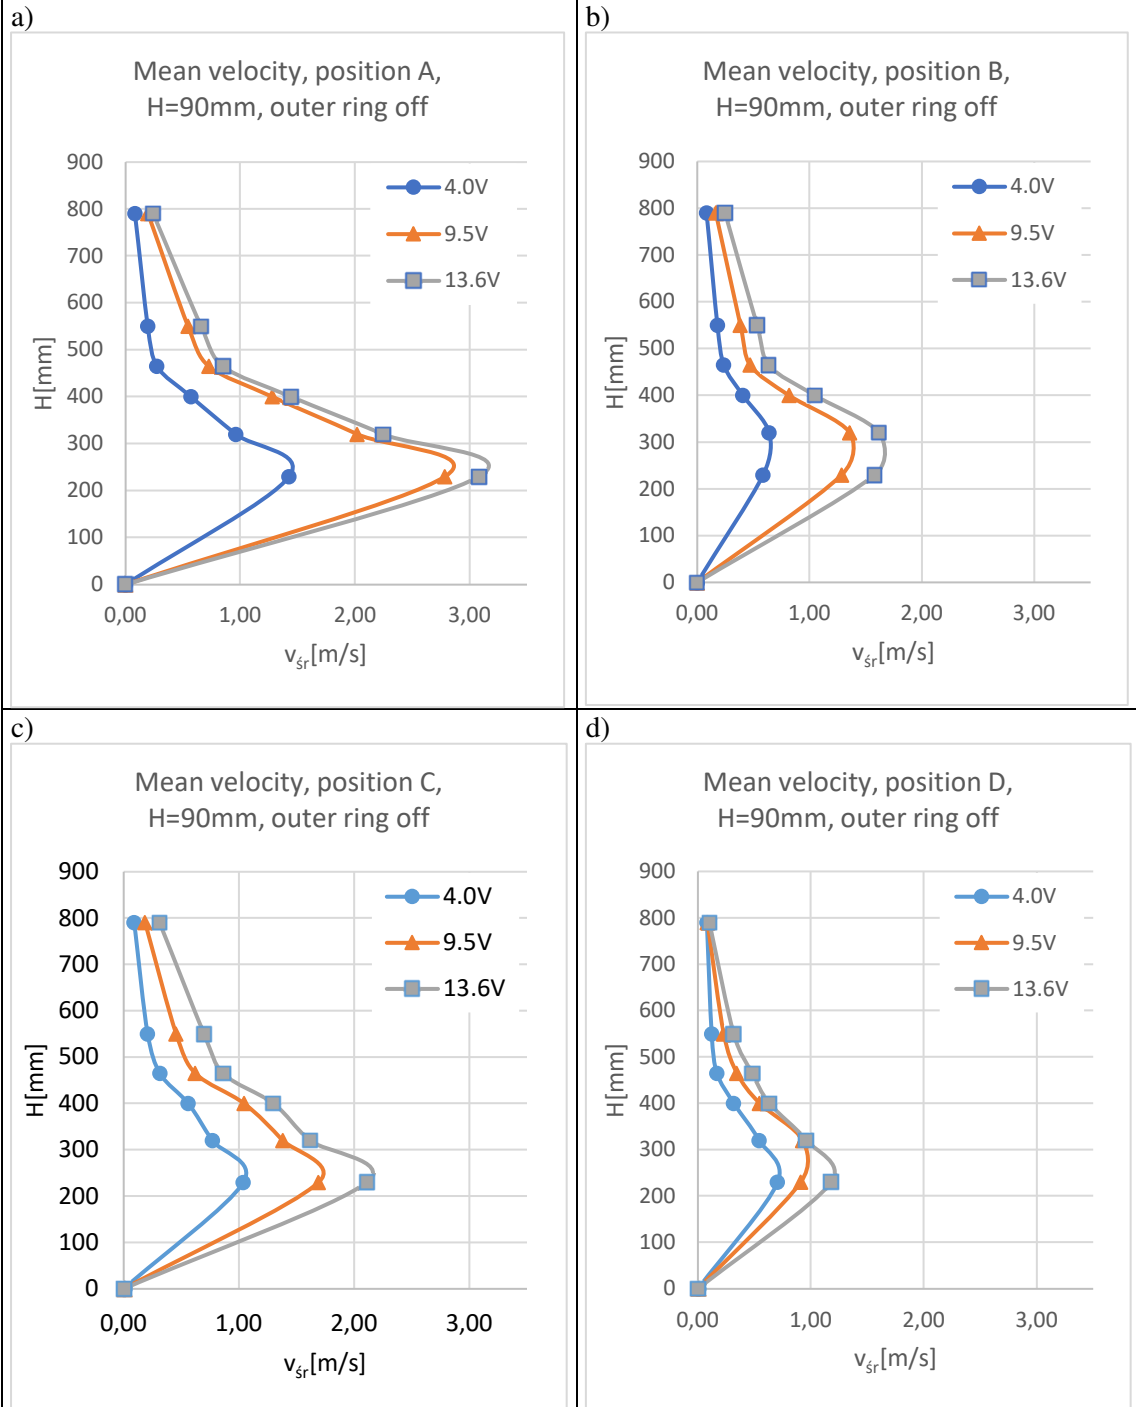 a)
Mean velocity, position A,
H=90mm, outer ring off
900
800
700
600
500
400
300
200
100
0
H[mm]
4.0V
9.5V
13.6V
0,00 1,00 2,00 3,00
vśr[m/s]
b)
Mean velocity, position B,
H=90mm, outer ring off
900
800
700
600
500
400
300
200
100
0
H[mm]
4.0V
9.5V
13.6V
0,00 1,00 2,00 3,00
vśr[m/s]
c)
Mean velocity, position C,
H=90mm, outer ring off
900
800
700
600
500
400
300
200
100
0
H[mm]
4.0V
9.5V
13.6V
0,00 1,00 2,00 3,00
vśr[m/s]
d)
Mean velocity, position D,
H=90mm, outer ring off
900
800
700
600
500
400
300
200
100
0
H[mm]
4.0V
9.5V
13.6V
0,00 1,00 2,00 3,00
vśr[m/s]